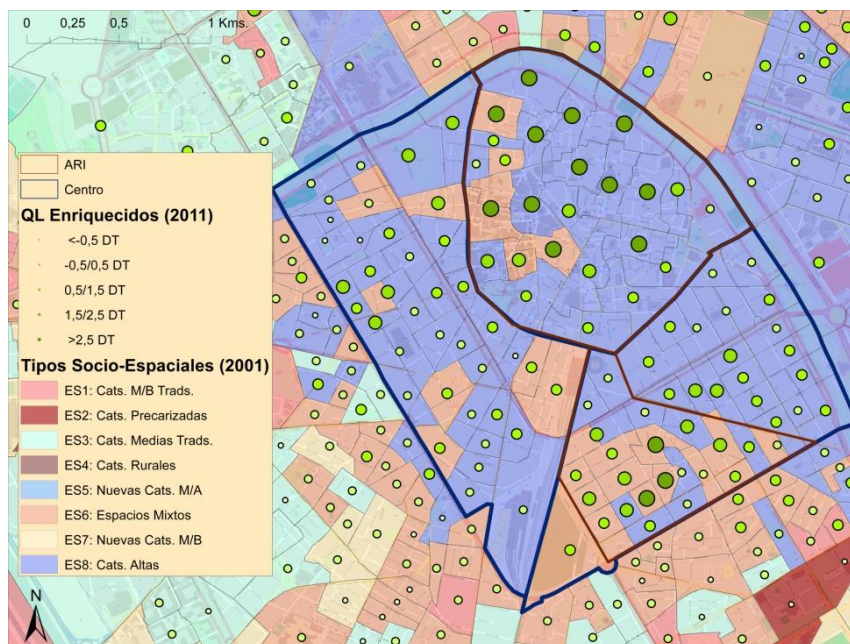 0 0,25 0,5 1 Kms.
ARI
Centro
QL Enriquecidos (2011)
<-0,5 DT
-0,5/0,5 DT
0,5/1,5 DT
1,5/2,5 DT
>2,5 DT
Tipos Socio-Espaciales (2001)
ES1: Cats. M/B Trads.
ES2: Cats. Precarizadas
ES3: Cats. Medias Trads.
ES4: Cats. Rurales
ES5: Nuevas Cats. M/A
ES6: Espacios Mixtos
ES7: Nuevas Cats. M/B
ES8: Cats. Altas
N